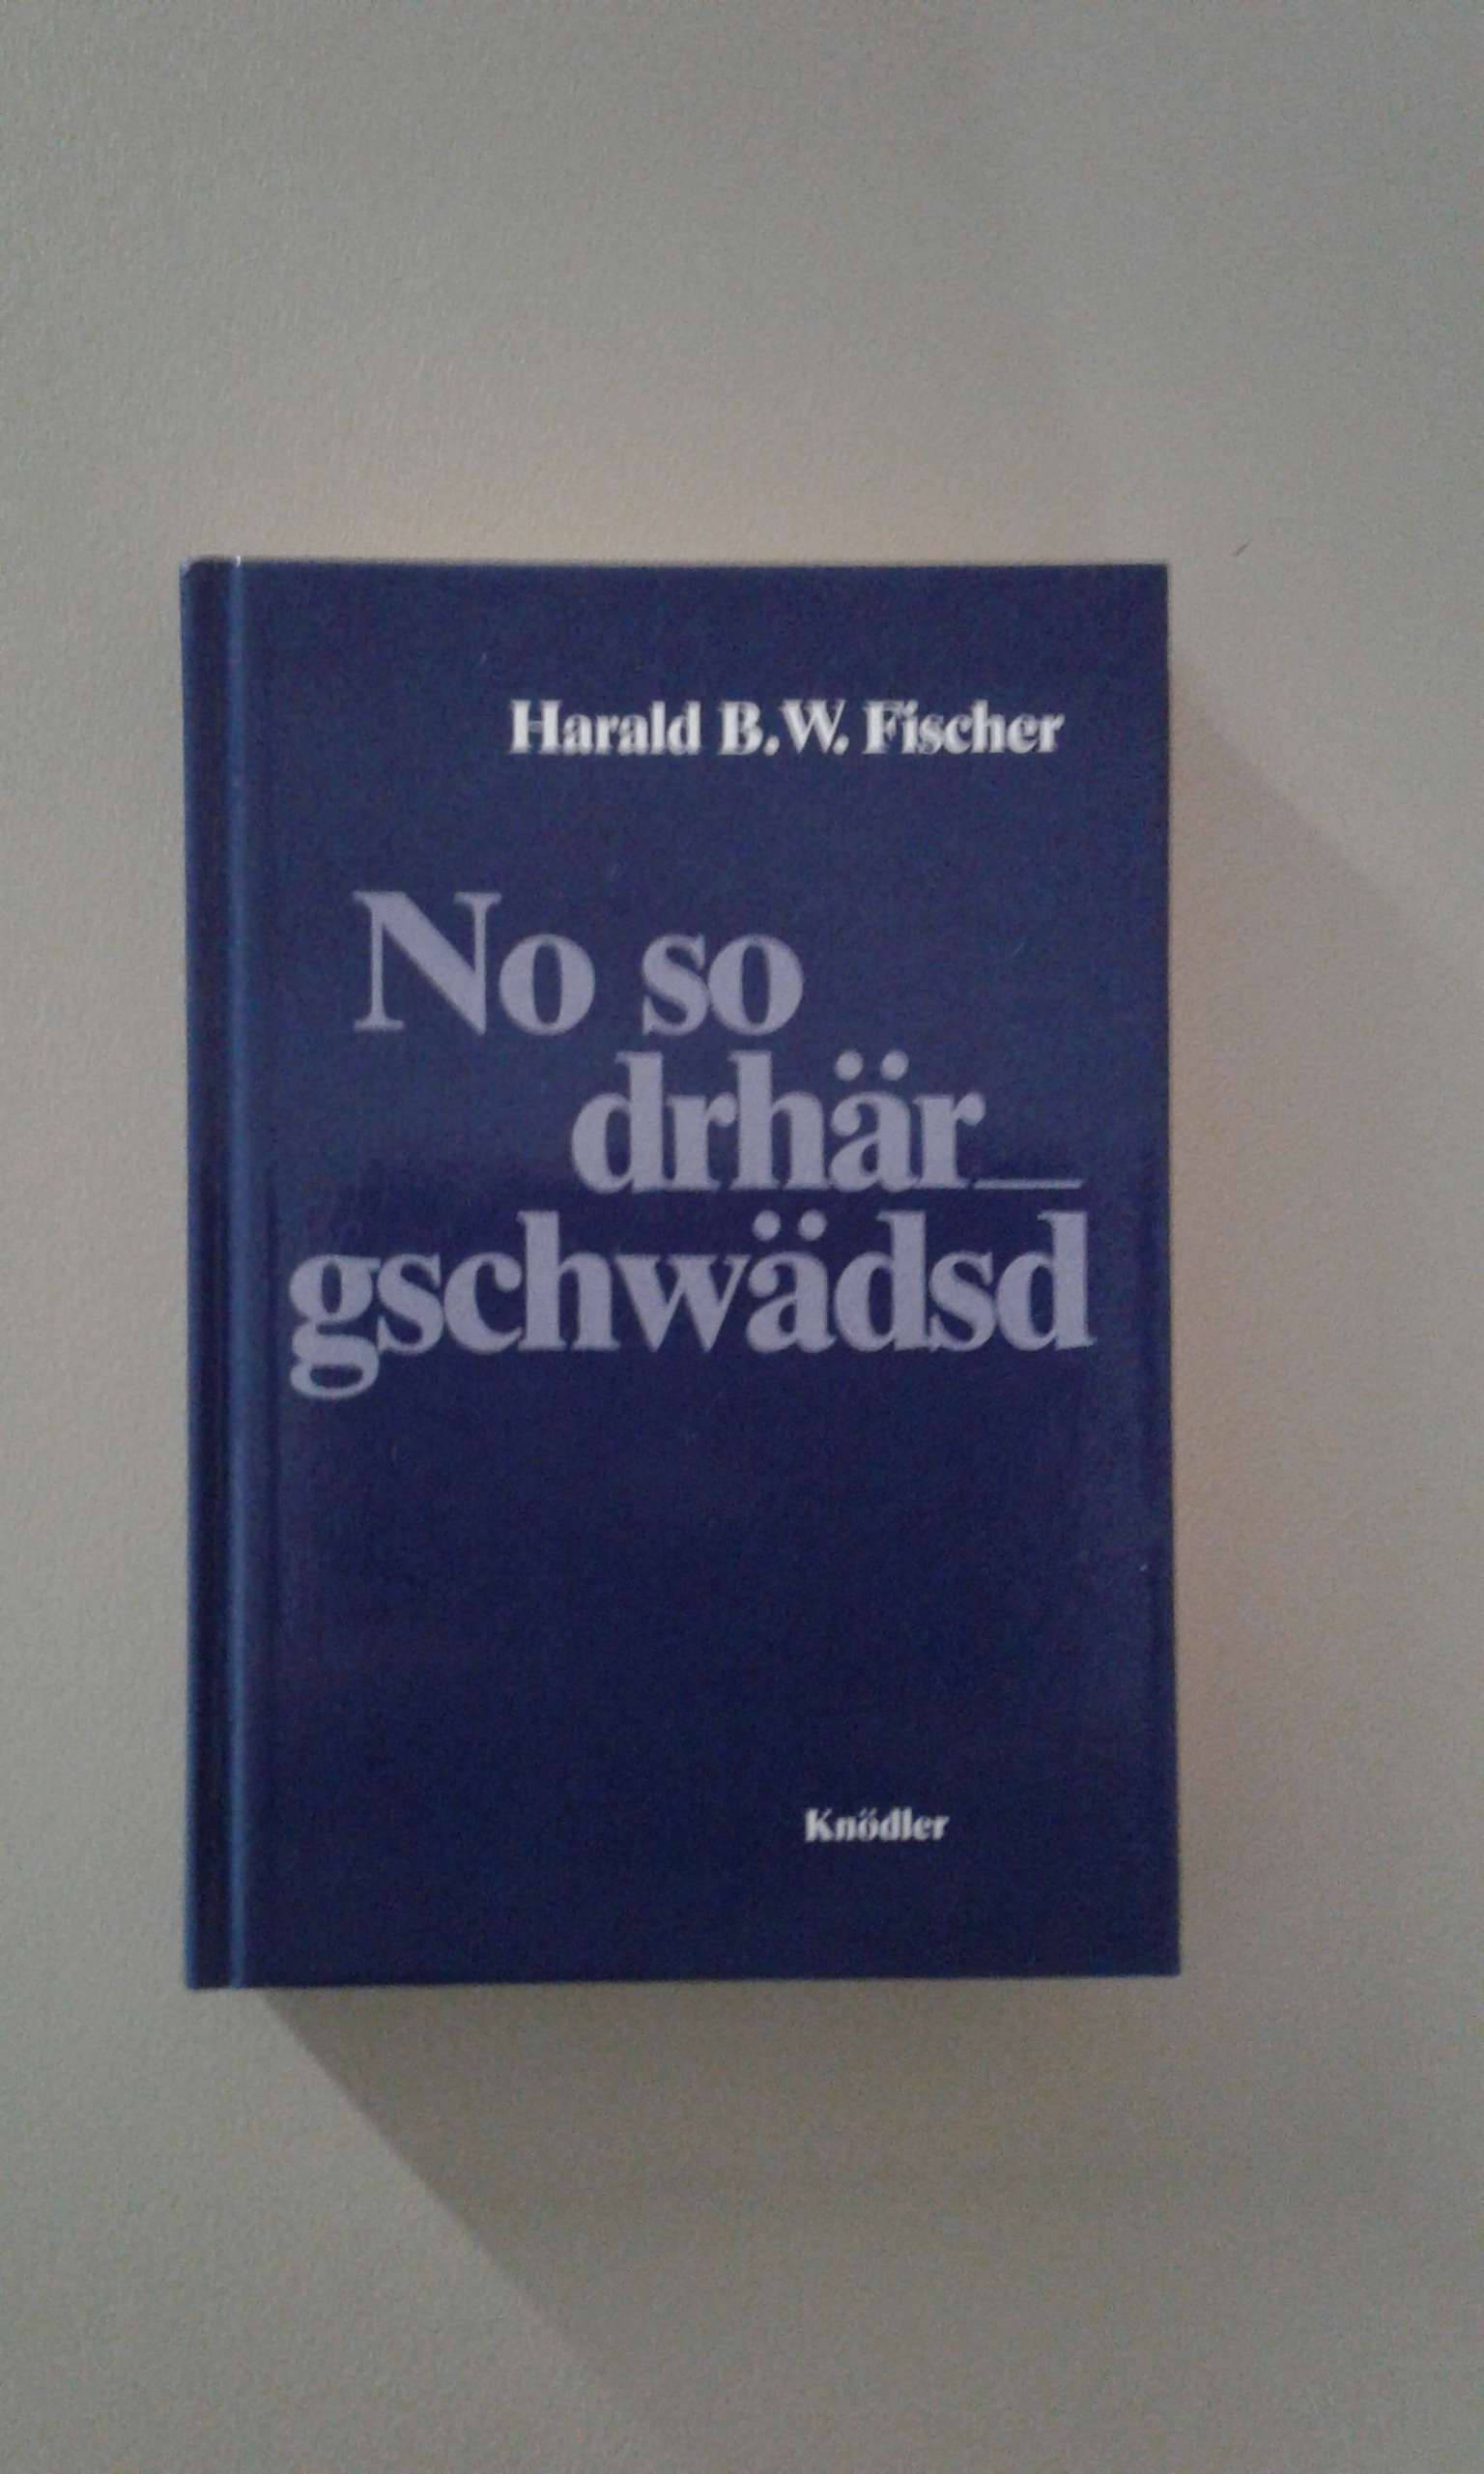 Harald B.W. Fischer
No so
drhär_
gschwädsd
Knödler